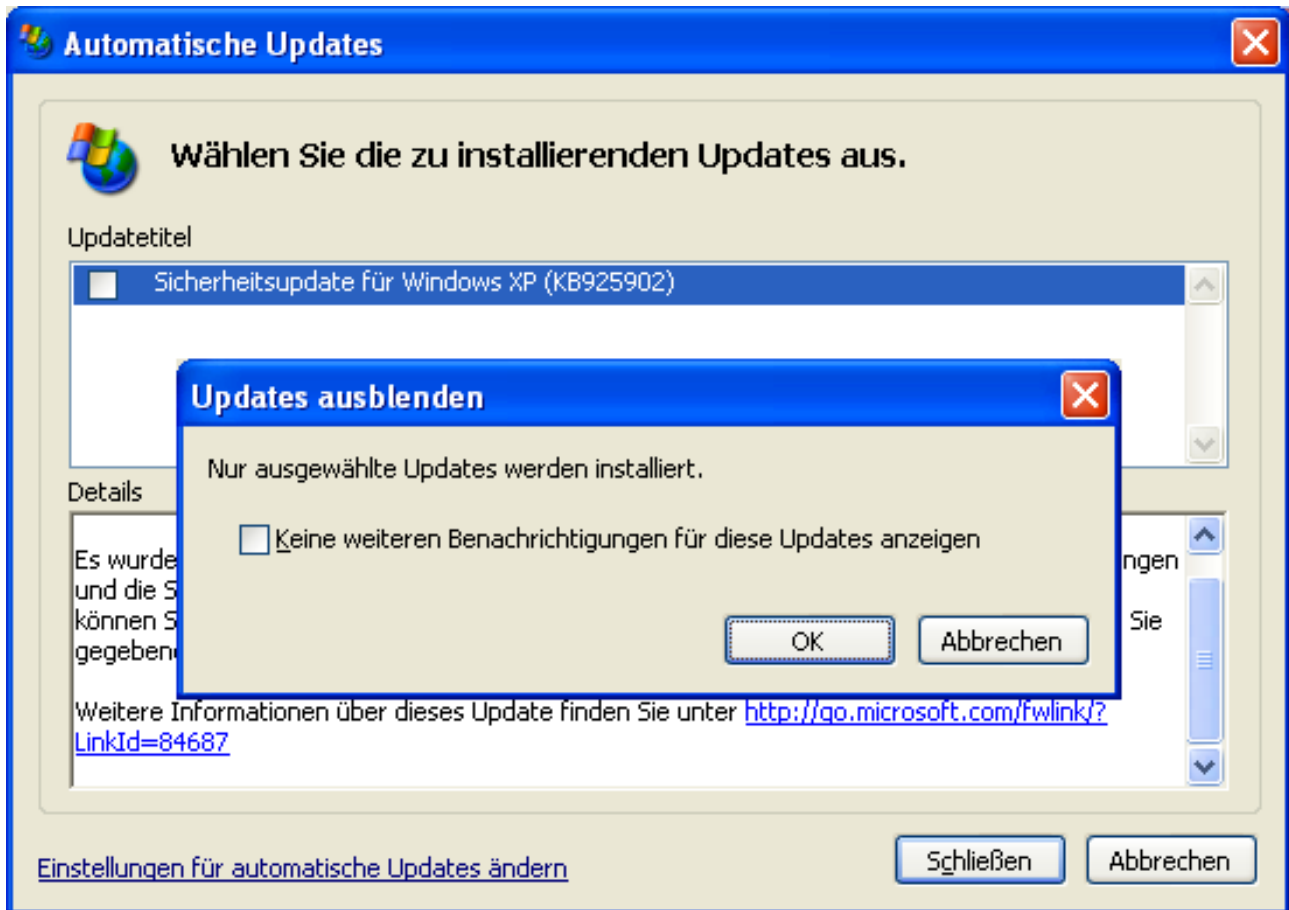 Automatische Updates
Wählen Sie die zu installierenden Updates aus.
Updatetitel
Sicherheitsupdate für Windows XP (KB925902)
Updates ausblenden
Nur ausgewählte Updates werden installiert.
Keine weiteren Benachrichtigungen für diese Updates anzeigen
OK
Abbrechen
Details
Es wurde
und die
können
Sie
Weitere Informationen über dieses Update finden Sie unter http://go.microsoft.com/fwlink/?
LinkId=84687
Einstellungen für automatische Updates ändern
Schließen
Abbrechen